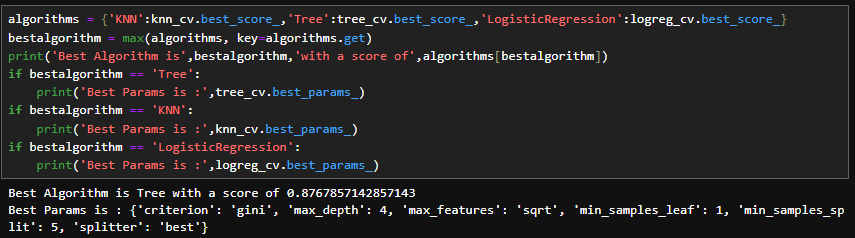 algorithms = {'KNN':knn_cv.best_score_,'Tree':tree_cv.best_score_,'LogisticRegression':logreg_cv.best_score_}
bestalgorithm = max(algorithms, key=algorithms.get)
print('Best Algorithm is',bestalgorithm,'with a score of',algorithms[bestalgorithm])
if bestalgorithm == 'Tree':
    print('Best Params is :',tree_cv.best_params_)
if bestalgorithm == 'KNN':
    print('Best Params is :',knn_cv.best_params_)
if bestalgorithm == 'LogisticRegression':
    print('Best Params is :',logreg_cv.best_params_)
Best Algorithm is Tree with a score of 0.8767857142857143
Best Params is : {'criterion': 'gini', 'max_depth': 4, 'max_features': 'sqrt', 'min_samples_leaf': 1, 'min_samples_sp
lit': 5, 'splitter': 'best'}